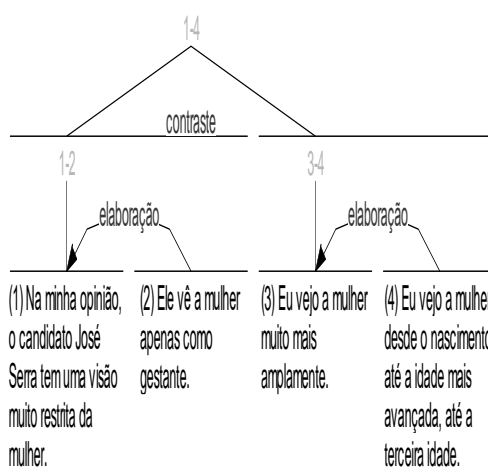 1-4
contraste
1-2
3-4
elaboração
elaboração
(1) Na minha opinião,
o candidato José
Serra tem uma visão
muito restrita da
mulher.
(2) Ele vê a mulher
apenas como
gestante.
(3) Eu vejo a mulher
muito mais
amplamente.
(4) Eu vejo a mulher
desde o nascimento
até a idade mais
avançada, até a
terceira idade.